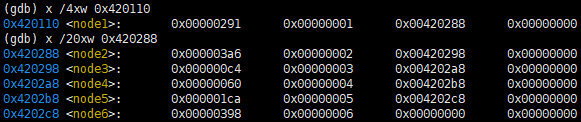 (gdb) x /4xw 0x420110
0x420110 <node1>: 0x00000291 0x00000001 0x00420288 0x00000000
(gdb) x /20xw 0x420288
0x420288 <node2>: 0x000003a6 0x00000002 0x00420298 0x00000000
0x420298 <node3>: 0x000000c4 0x00000003 0x004202a8 0x00000000
0x4202a8 <node4>: 0x00000060 0x00000004 0x004202b8 0x00000000
0x4202b8 <node5>: 0x000001ca 0x00000005 0x004202c8 0x00000000
0x4202c8 <node6>: 0x00000398 0x00000006 0x00000000 0x00000000